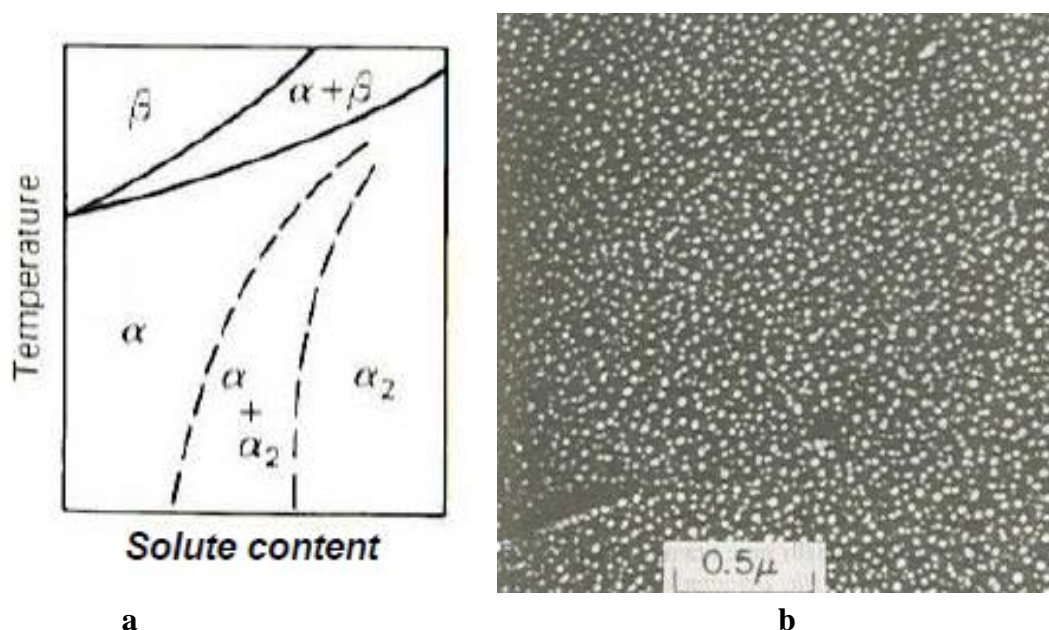 β
α + β
Temperature
α
α
+
α₂
α₂
Solute content
0.5μ
a
b